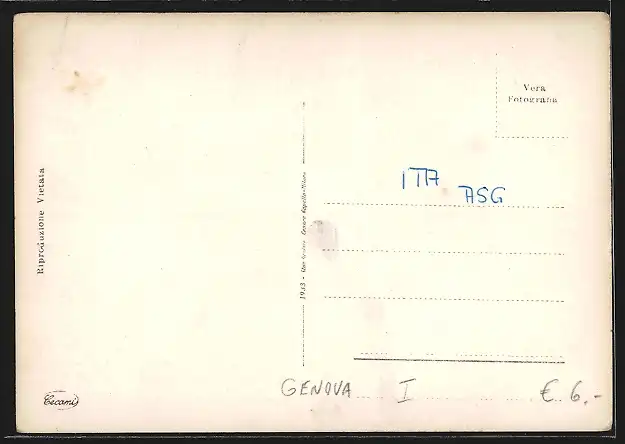 Vera
Fotografia
Riproduzione Vietata
ITA
ASG
Cecami
GENOVA I € 6.-